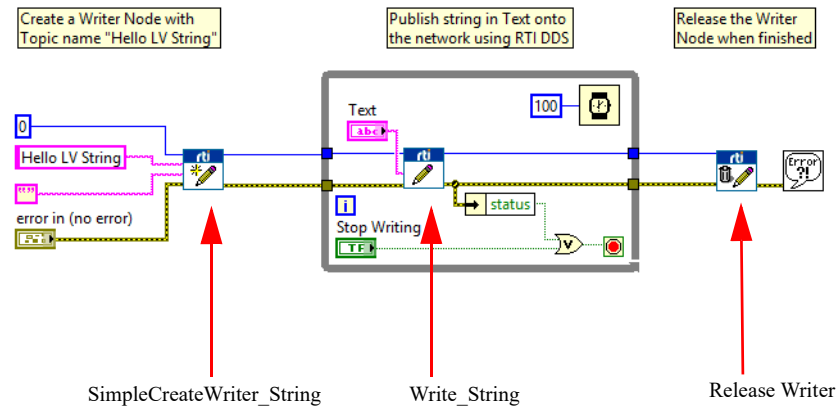 Create a Writer Node with
Topic name "Hello LV String"
Publish string in Text onto
the network using RTI DDS
Release the Writer
Node when finished
Text
abc
100
0
rti
Hello LV String
""
rti
rti
Error
?!
error in (no error)
i
status
Stop Writing
TF
V
SimpleCreateWriter_String
Write_String
Release Writer